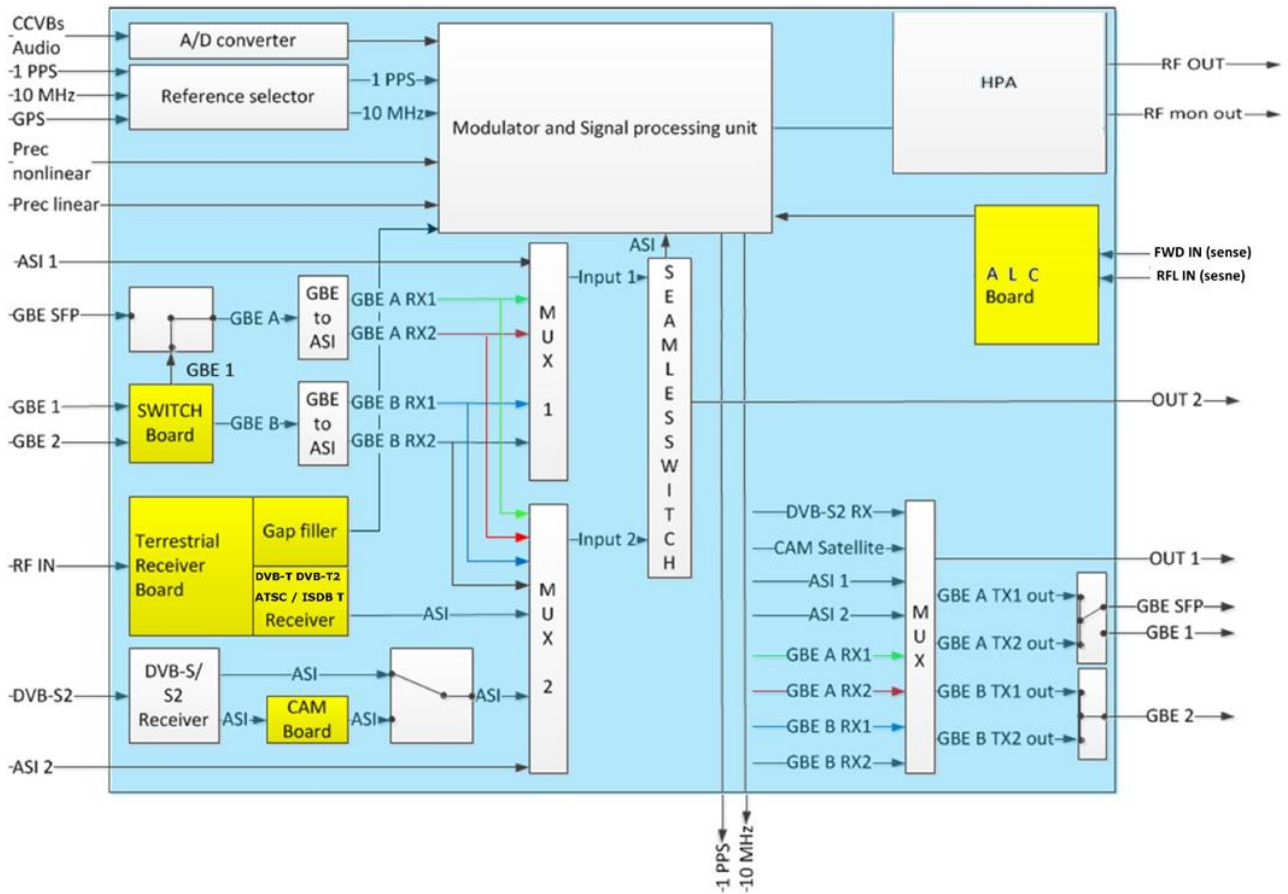 CCVBs
Audio
1 PPS
10 MHz
GPS
Prec
nonlinear
Prec linear
ASI 1
GBE SFP
GBE 1
GBE 2
RF IN
DVB-S2
ASI 2
A/D converter
Reference selector
1 PPS
10 MHz
Modulator and Signal processing unit
HPA
RF OUT
RF mon out
A L C
Board
FWD IN (sense)
RFL IN (sesne)
GBE A
GBE 1
SWITCH
Board
GBE B
GBE
to
ASI
GBE
to
ASI
GBE A RX1
GBE A RX2
GBE B RX1
GBE B RX2
MUX 1
Input 1
ASI
SEAMLESSWITCH
OUT 2
Terrestrial
Receiver
Board
Gap filler
DVB-T DVB-T2
ATSC / ISDB T
Receiver
ASI
DVB-S/
S2
Receiver
ASI
ASI
CAM
Board
ASI
ASI
MUX 2
Input 2
DVB-S2 RX
CAM Satellite
ASI 1
ASI 2
GBE A RX1
GBE A RX2
GBE B RX1
GBE B RX2
MUX
OUT 1
GBE A TX1 out
GBE A TX2 out
GBE B TX1 out
GBE B TX2 out
GBE SFP
GBE 1
GBE 2
1 PPS
10 MHz